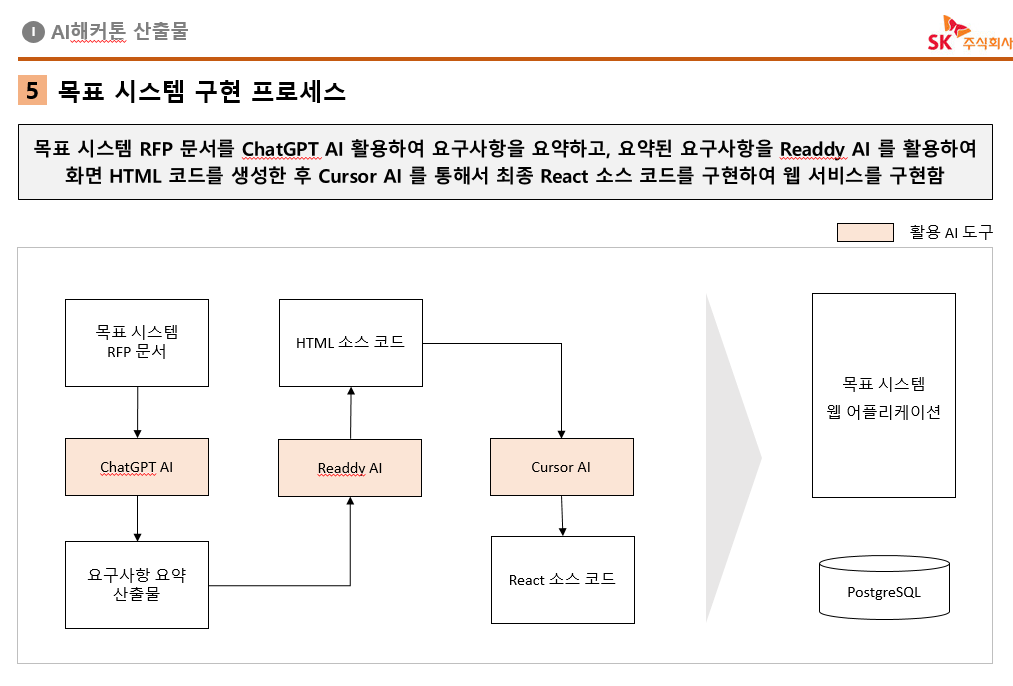 I AI해커톤 산출물
SK 주식회사
5 목표 시스템 구현 프로세스
목표 시스템 RFP 문서를 ChatGPT AI 활용하여 요구사항을 요약하고, 요약된 요구사항을 Readdy AI 를 활용하여
화면 HTML 코드를 생성한 후 Cursor AI 를 통해서 최종 React 소스 코드를 구현하여 웹 서비스를 구현함
활용 AI 도구
목표 시스템
RFP 문서
HTML 소스 코드
목표 시스템
웹 어플리케이션
ChatGPT AI
Readdy AI
Cursor AI
요구사항 요약
산출물
React 소스 코드
PostgreSQL